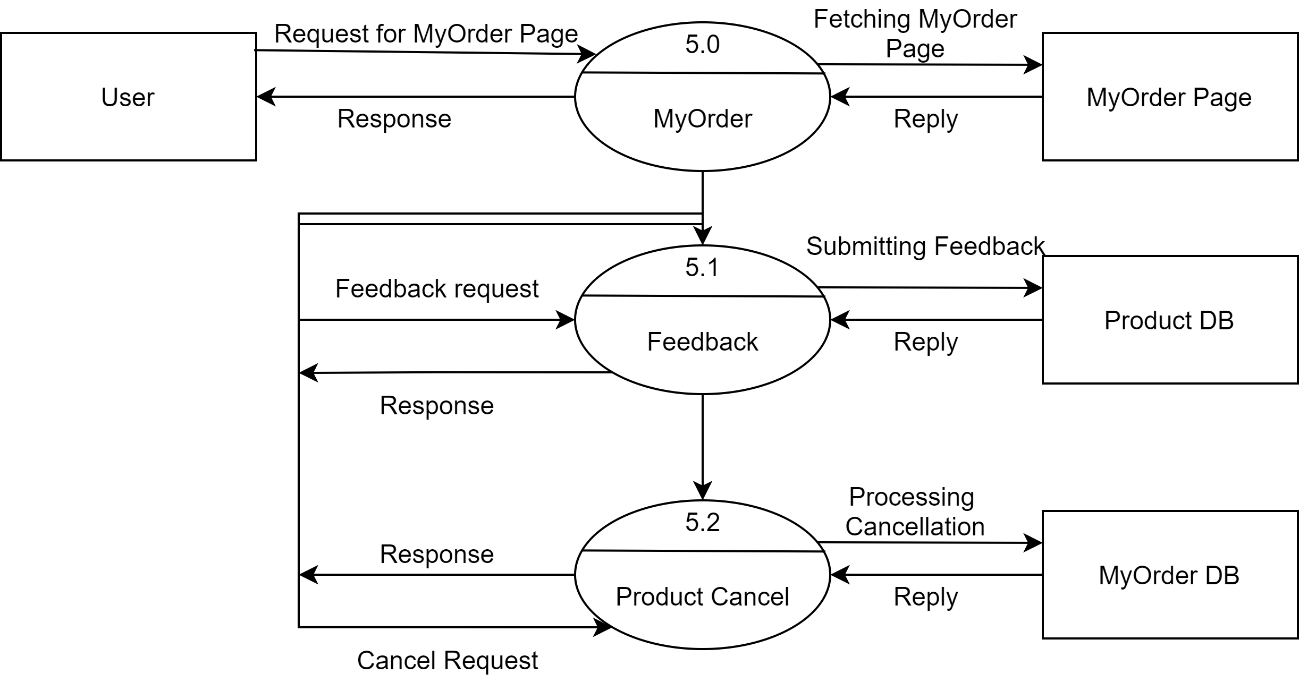 Request for MyOrder Page
5.0
Fetching MyOrder
Page
User
MyOrder
MyOrder Page
Response
Reply
5.1
Submitting Feedback
Feedback request
Feedback
Product DB
Reply
Response
5.2
Processing
Cancellation
Response
Product Cancel
MyOrder DB
Reply
Cancel Request